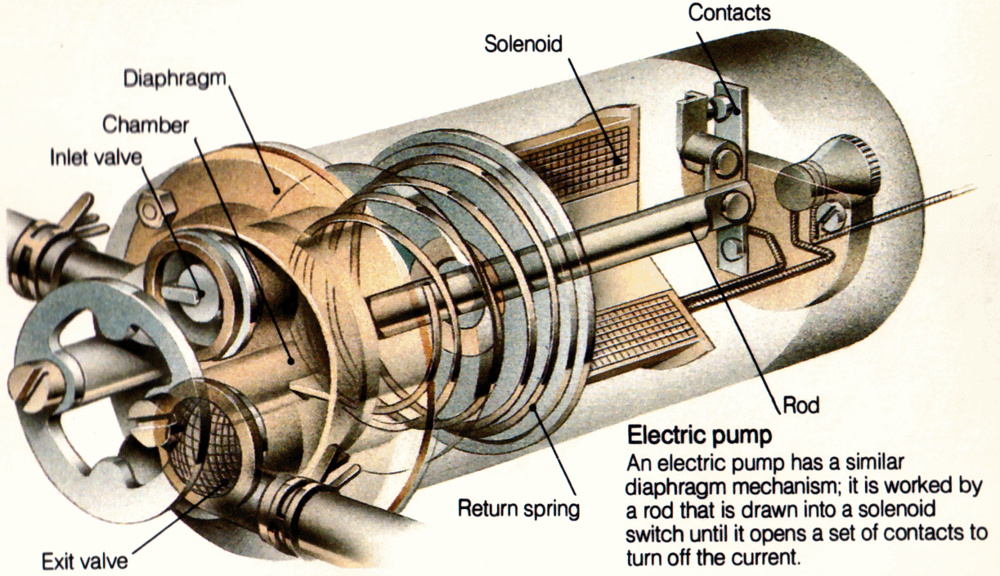 Contacts
Solenoid
Diaphragm
Chamber
Inlet valve
Rod
Electric pump
An electric pump has a similar
diaphragm mechanism; it is worked by
a rod that is drawn into a solenoid
switch until it opens a set of contacts to
turn off the current.
Return spring
Exit valve